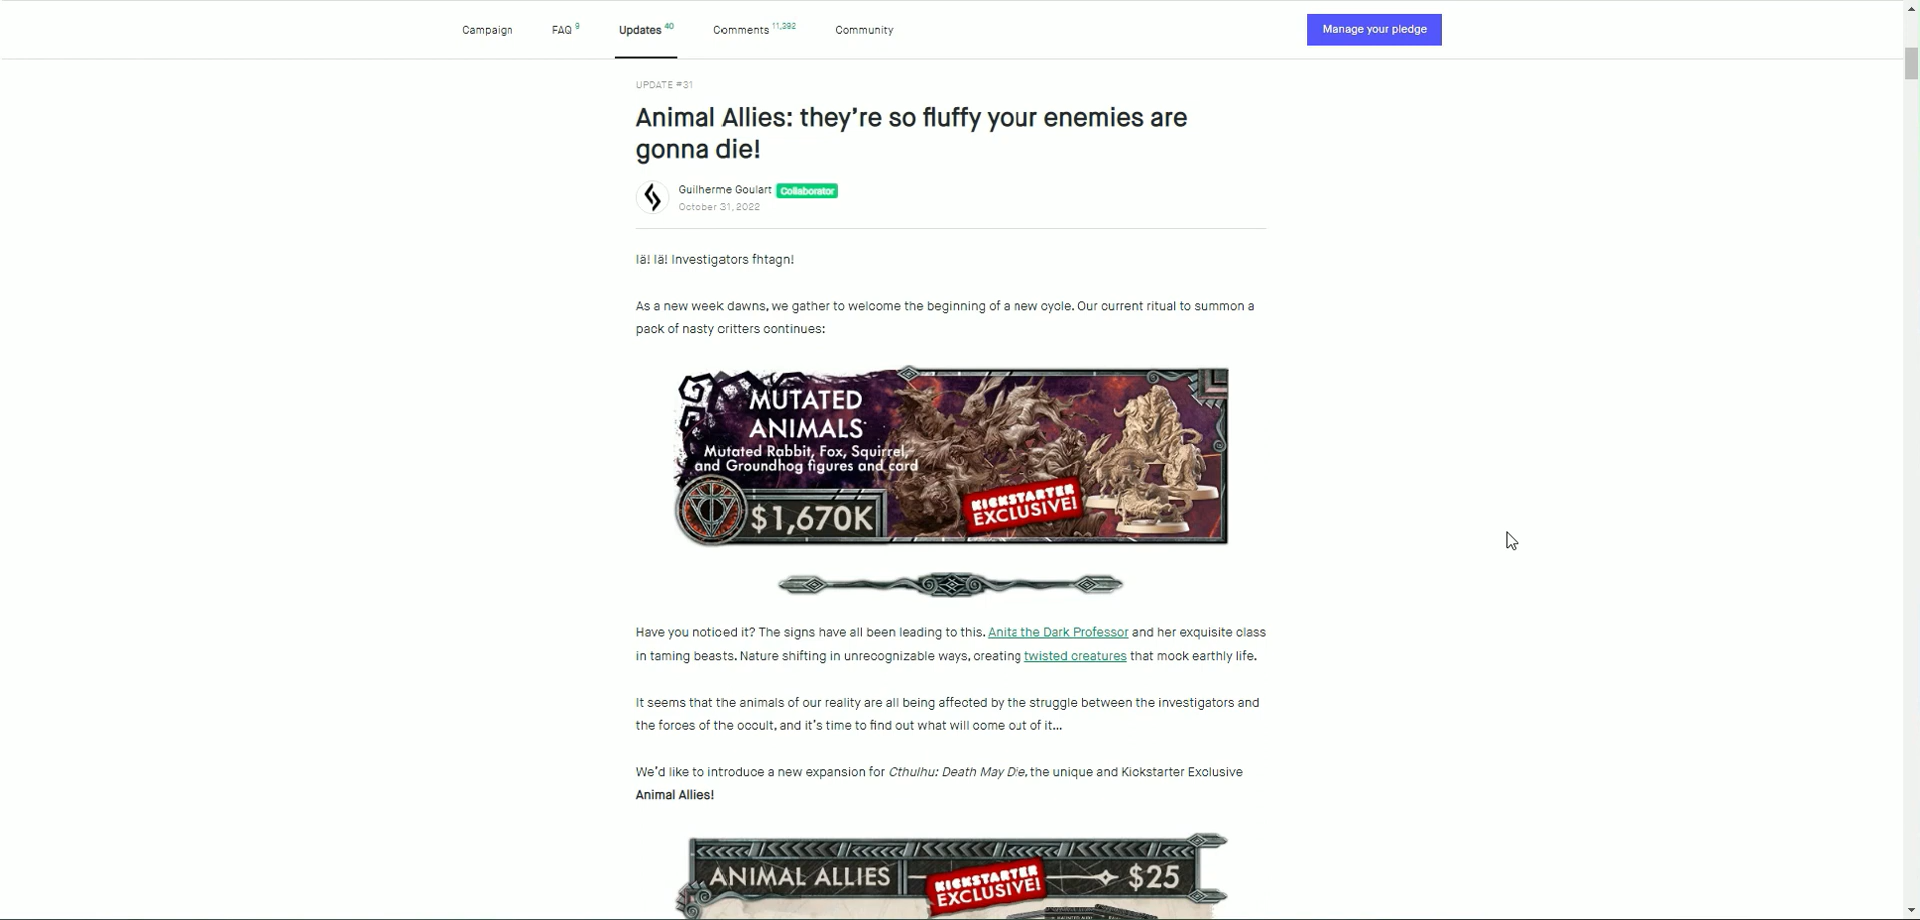 Campaign FAQ 9 Updates 40 Comments 11,392 Community Manage your pledge
UPDATE #31
Animal Allies: they're so fluffy your enemies are
gonna die!
Guilherme Goulart Collaborator
October 31, 2022
Iä! Iä! Investigators fhtagn!
As a new week dawns, we gather to welcome the beginning of a new cycle. Our current ritual to summon a
pack of nasty critters continues:
MUTATED
ANIMALS
Mutated Rabbit, Fox, Squirrel,
and Groundhog figures and card
$1,670K
KICKSTARTER
EXCLUSIVE!
Have you noticed it? The signs have all been leading to this. Anita the Dark Professor and her exquisite class
in taming beasts. Nature shifting in unrecognizable ways, creating twisted creatures that mock earthly life.
It seems that the animals of our reality are all being affected by the struggle between the investigators and
the forces of the occult, and it's time to find out what will come out of it...
We'd like to introduce a new expansion for Cthulhu: Death May Die, the unique and Kickstarter Exclusive
Animal Allies!
ANIMAL ALLIES
KICKSTARTER
EXCLUSIVE!
$25